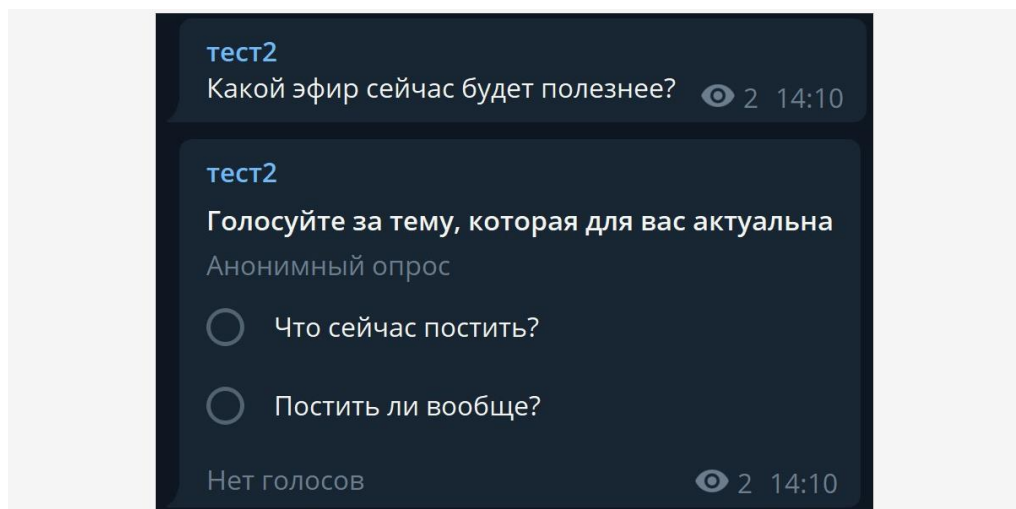 тест2
Какой эфир сейчас будет полезнее? 2 14:10
тест2
Голосуйте за тему, которая для вас актуальна
Анонимный опрос
Что сейчас постить?
Постить ли вообще?
Нет голосов 2 14:10